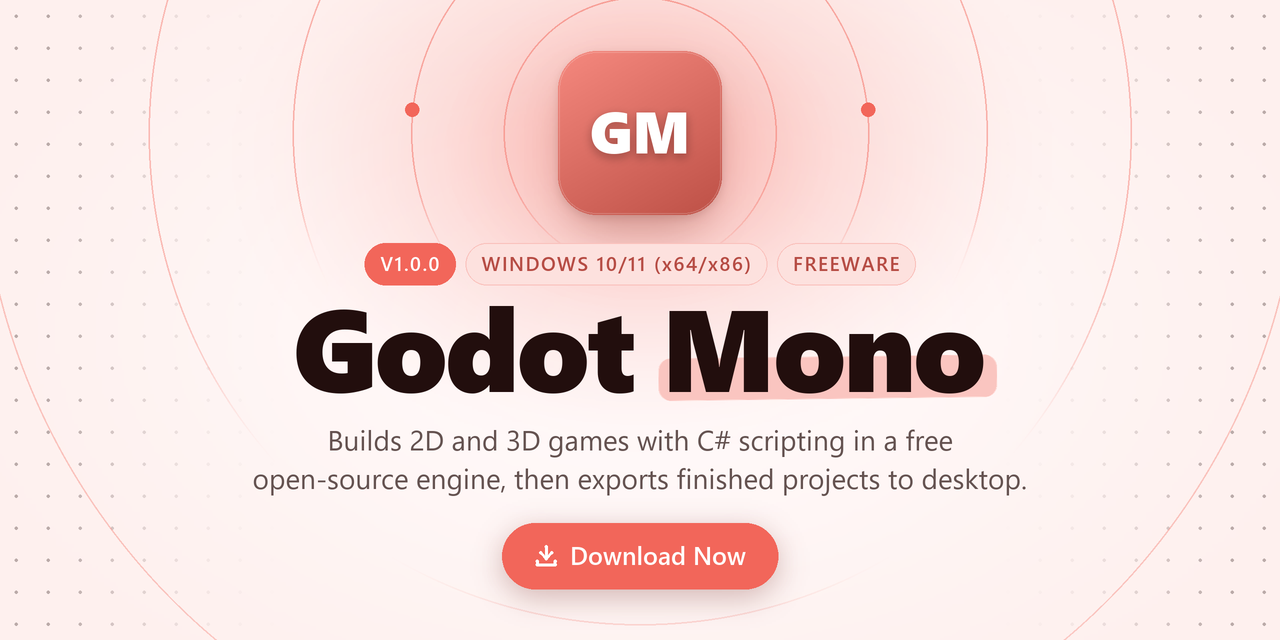 GM
V1.0.0
WINDOWS 10/11 (x64/x86)
FREEWARE
Godot Mono
Builds 2D and 3D games with C# scripting in a free
open-source engine, then exports finished projects to desktop.
Download Now